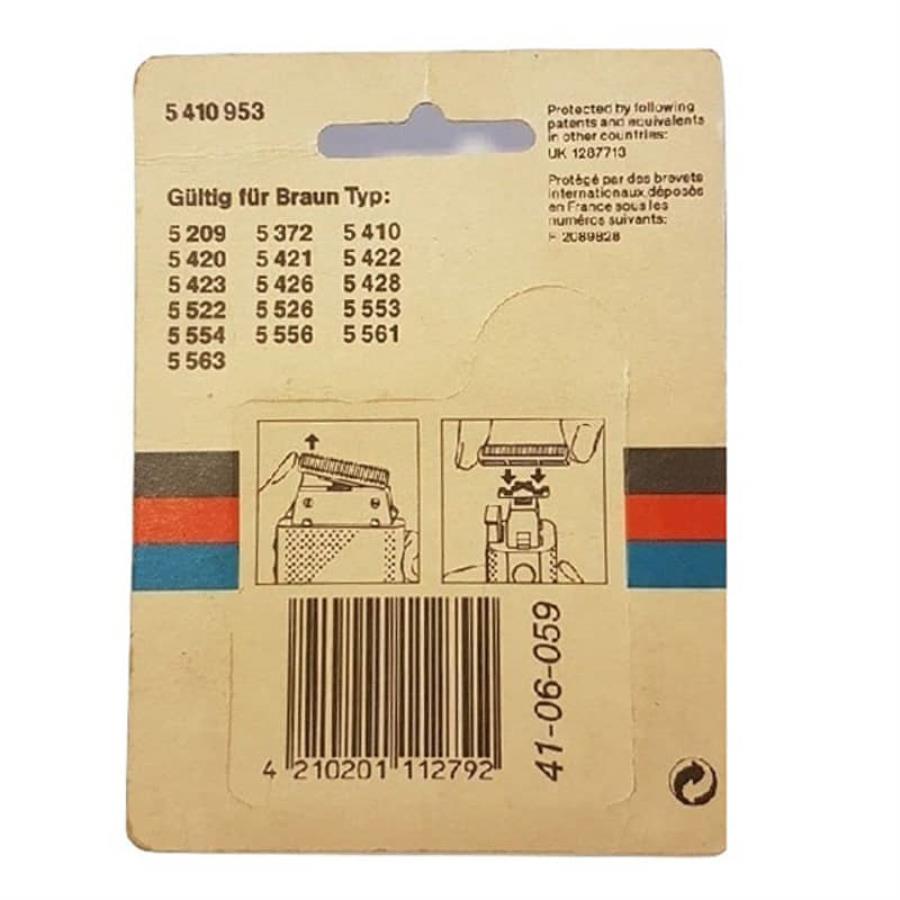 5 410 953
Protected by following
patents and equivalents
in other countries:
UK 1287713
Protégé par des brevets
internationaux déposés
en France sous les
numéros suivants:
F 2089828
Gültig für Braun Typ:
5 209 5 372 5 410
5 420 5 421 5 422
5 423 5 426 5 428
5 522 5 526 5 553
5 554 5 556 5 561
5 563
4 210201 112792
41-06-059